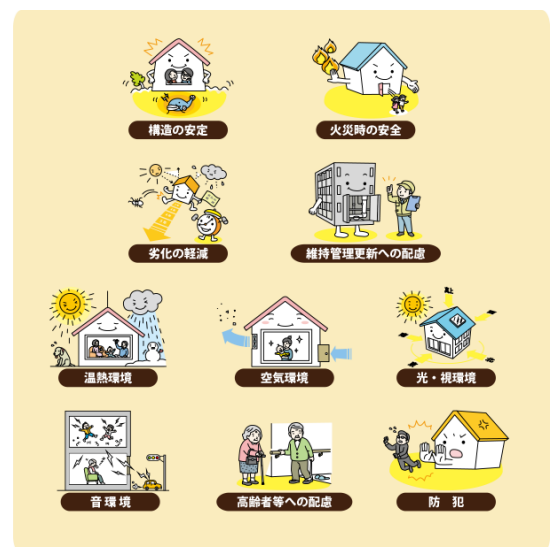 構造の安定
火災時の安全
劣化の軽減
維持管理更新への配慮
温熱環境
空気環境
光・視環境
音環境
高齢者等への配慮
防 犯